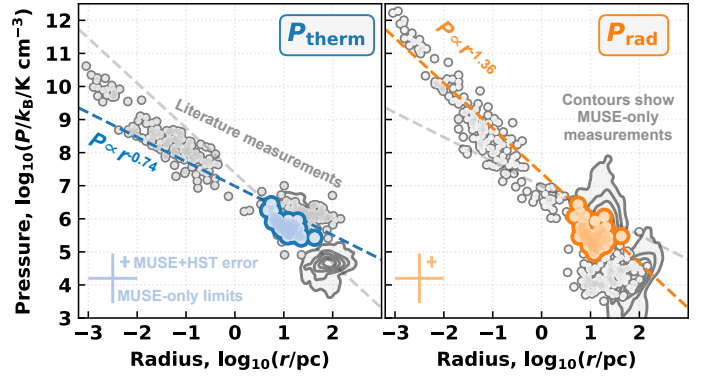 P_therm
P_rad
12
11
10
9
8
7
6
5
4
3
Pressure, log₁₀(P/k_B/K cm⁻³)
Literature measurements
P ∝ r^-0.74
MUSE+HST error
MUSE-only limits
P ∝ r^-1.36
Contours show
MUSE-only
measurements
−3 −2 −1 0 1 2 3
−3 −2 −1 0 1 2 3
Radius, log₁₀(r/pc)
Radius, log₁₀(r/pc)